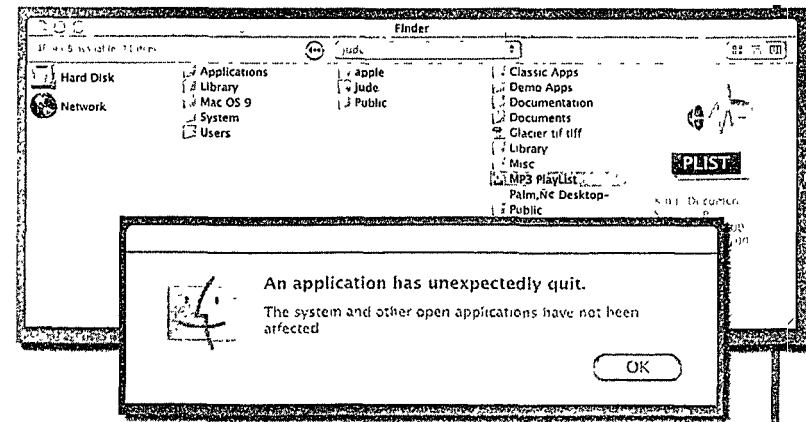 Finder
jude
Hard Disk
Network
Applications
Library
Mac OS 9
System
Users
apple
Jude
Public
Classic Apps
Demo Apps
Documentation
Documents
Glacier tif tiff
Library
Misc
MP3 PlayList
Palm,Ñ¢ Desktop-
Public
PLIST
An application has unexpectedly quit.
The system and other open applications have not been
affected
OK